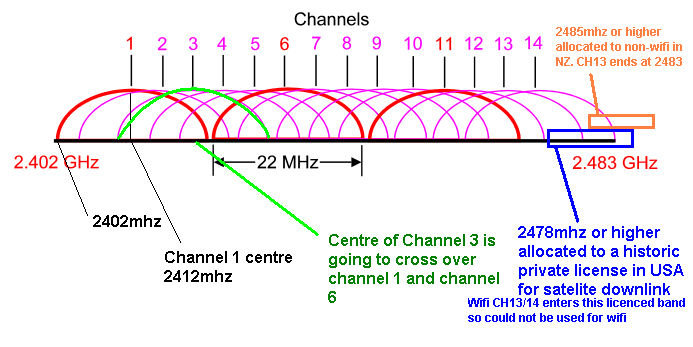 Channels
1 2 3 4 5 6 7 8 9 10 11 12 13 14
2485mhz or higher
allocated to non-wifi in
NZ. CH13 ends at 2483
2.402 GHz
22 MHz
2.483 GHz
2402mhz
Channel 1 centre
2412mhz
Centre of Channel 3 is
going to cross over
channel 1 and channel
6
2478mhz or higher
allocated to a historic
private license in USA
for satelite downlink
Wifi CH13/14 enters this licenced band
so could not be used for wifi